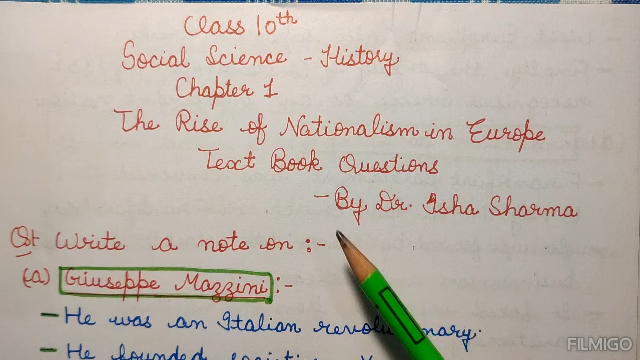 Class 10th
Social Science - History
Chapter 1
The Rise of Nationalism in Europe
Text Book Questions
- By Dr. Isha Sharma
Q1 Write a note on :-
(a) Giuseppe Mazzini :-
- He was an Italian revolutionary.
- He founded
FILMIGO